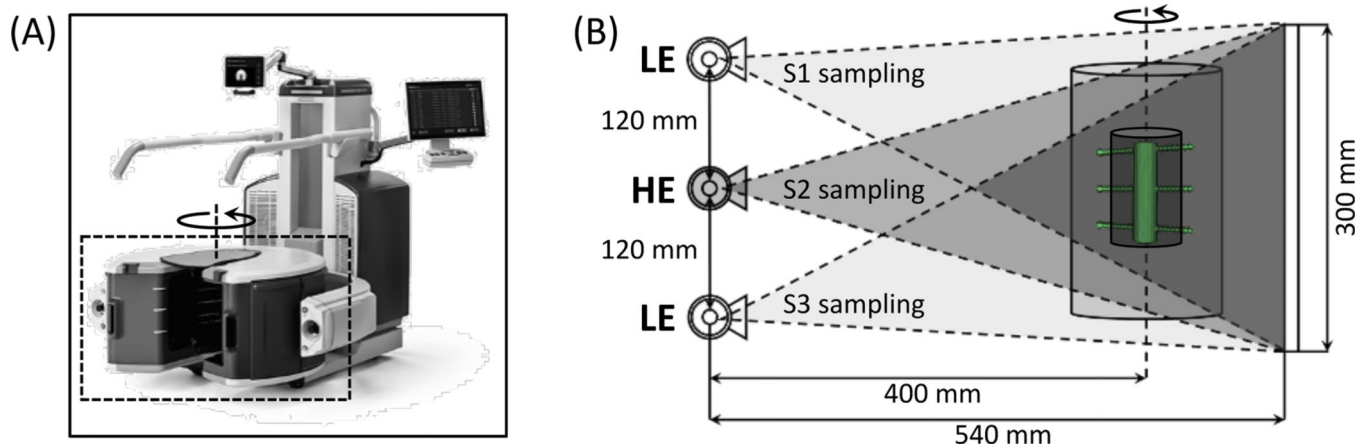 (A)
(B)
LE
S1 sampling
120 mm
HE
S2 sampling
300 mm
120 mm
LE
S3 sampling
400 mm
540 mm